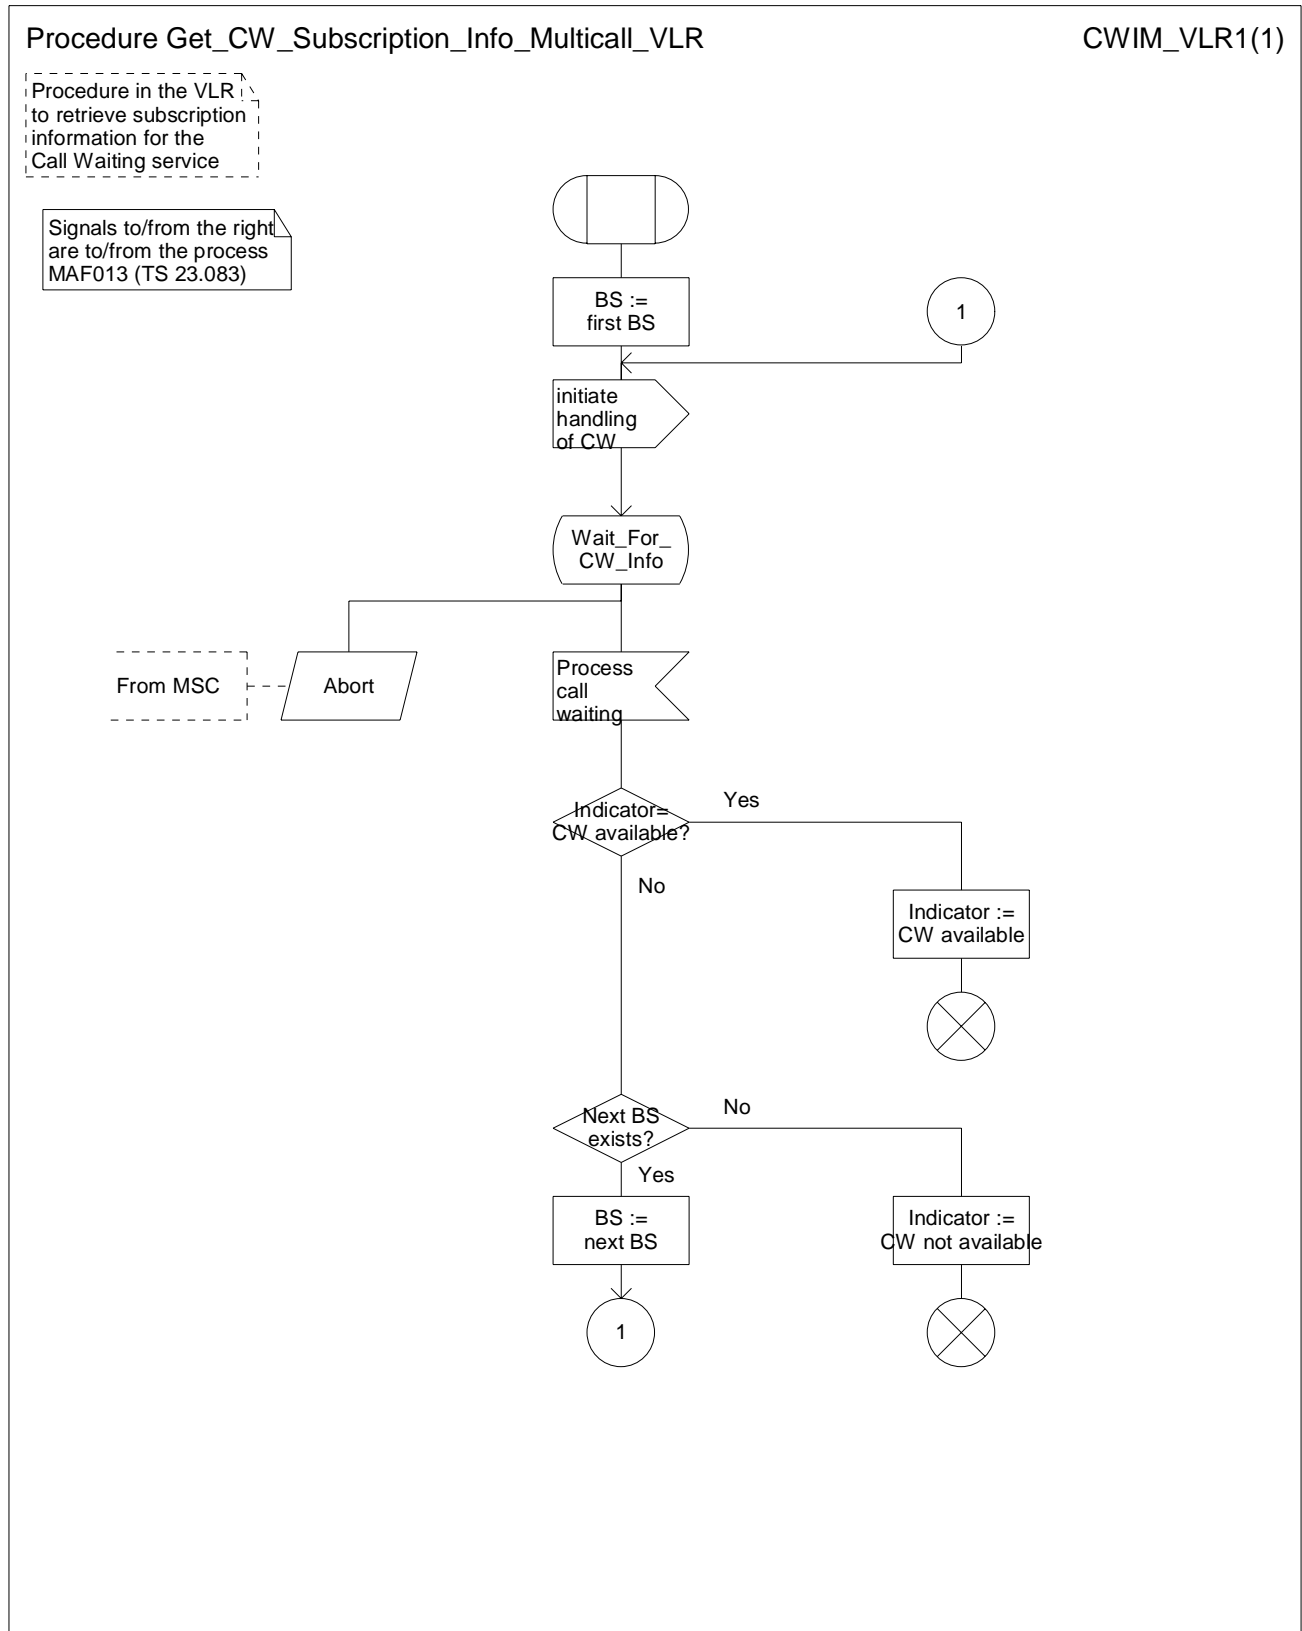 Procedure Get_CW_Subscription_Info_Multicall_VLR
CWIM_VLR1(1)
Procedure in the VLR
to retrieve subscription
information for the
Call Waiting service
Signals to/from the right
are to/from the process
MAF013 (TS 23.083)
BS :=
first BS
1
initiate
handling
of CW
Wait_For_
CW_Info
From MSC
Abort
Process
call
waiting
Indicator=
CW available?
Yes
No
Indicator :=
CW available
Next BS
exists?
No
Yes
BS :=
next BS
Indicator :=
CW not available
1